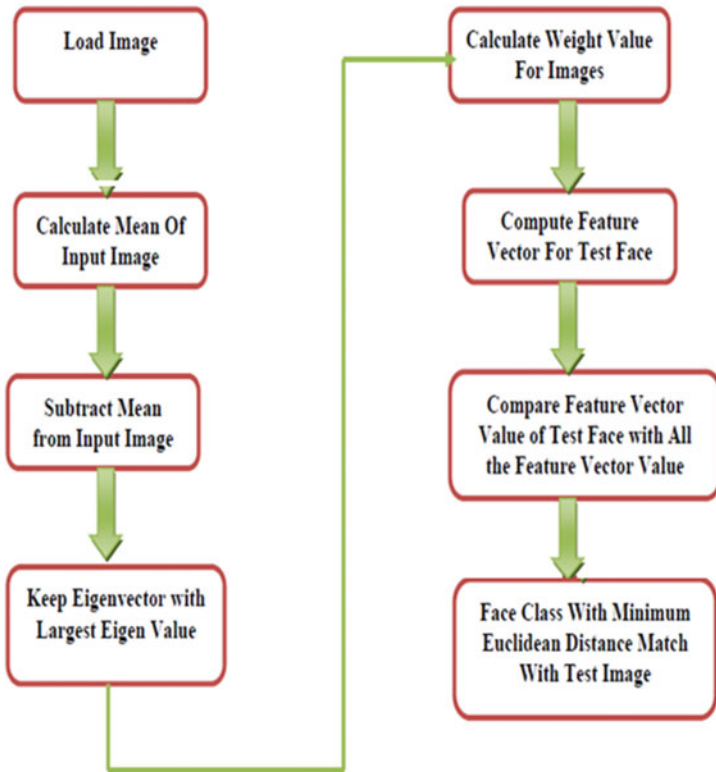 Load Image
Calculate Mean Of
Input Image
Subtract Mean
from Input Image
Keep Eigenvector with
Largest Eigen Value
Calculate Weight Value
For Images
Compute Feature
Vector For Test Face
Compare Feature Vector
Value of Test Face with All
the Feature Vector Value
Face Class With Minimum
Euclidean Distance Match
With Test Image